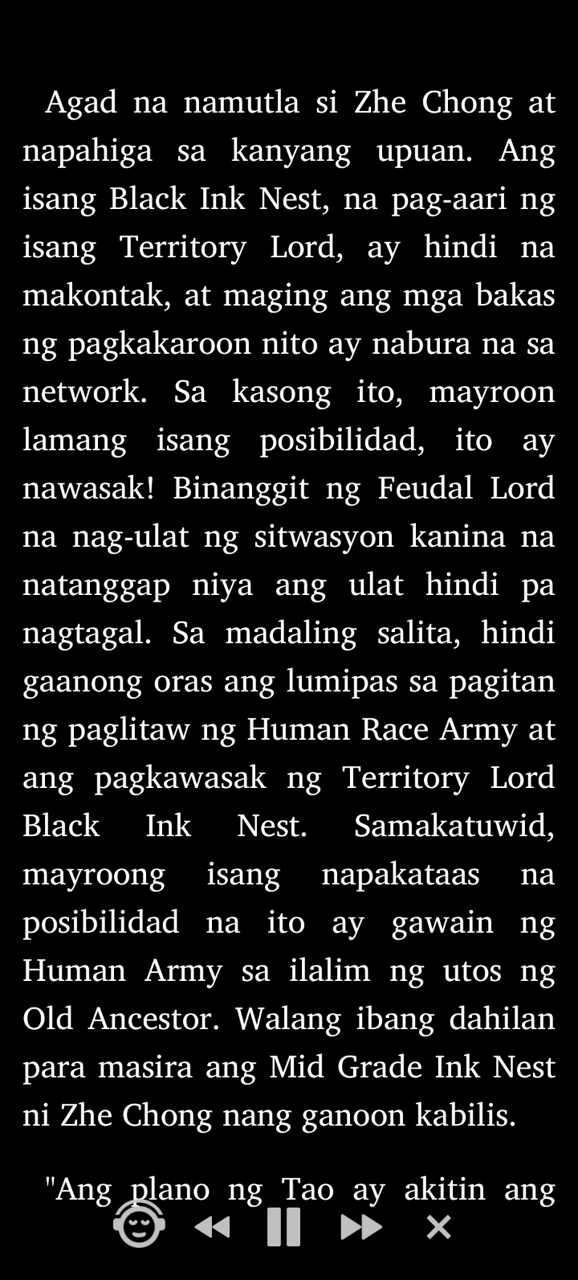 Agad na namutla si Zhe Chong at
napahiga sa kanyang upuan. Ang
isang Black Ink Nest, na pag-aari ng
isang Territory Lord, ay hindi na
makontak, at maging ang mga bakas
ng pagkakaroon nito ay nabura na sa
network. Sa kasong ito, mayroon
lamang isang posibilidad, ito ay
nawasak! Binanggit ng Feudal Lord
na nag-ulat ng sitwasyon kanina na
natanggap niya ang ulat hindi pa
nagtagal. Sa madaling salita, hindi
gaanong oras ang lumipas sa pagitan
ng paglitaw ng Human Race Army at
ang pagkawasak ng Territory Lord
Black Ink Nest. Samakatuwid,
mayroong isang napakataas na
posibilidad na ito ay gawain ng
Human Army sa ilalim ng utos ng
Old Ancestor. Walang ibang dahilan
para masira ang Mid Grade Ink Nest
ni Zhe Chong nang ganoon kabilis.
"Ang plano ng Tao ay akitin ang